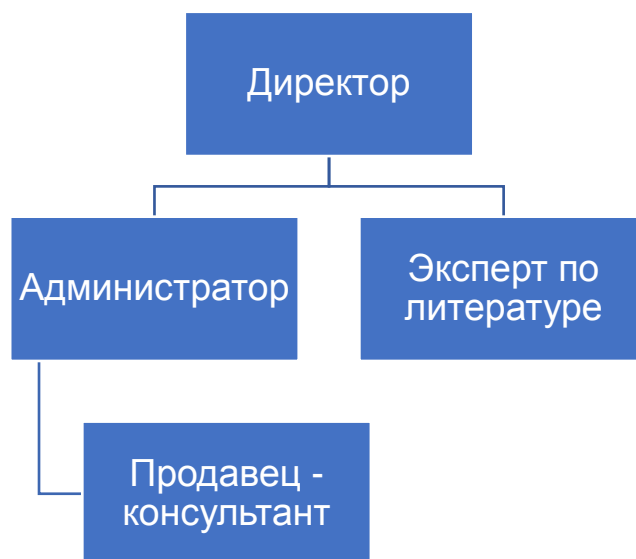 Директор
Администратор
Эксперт по
литературе
Продавец -
консультант